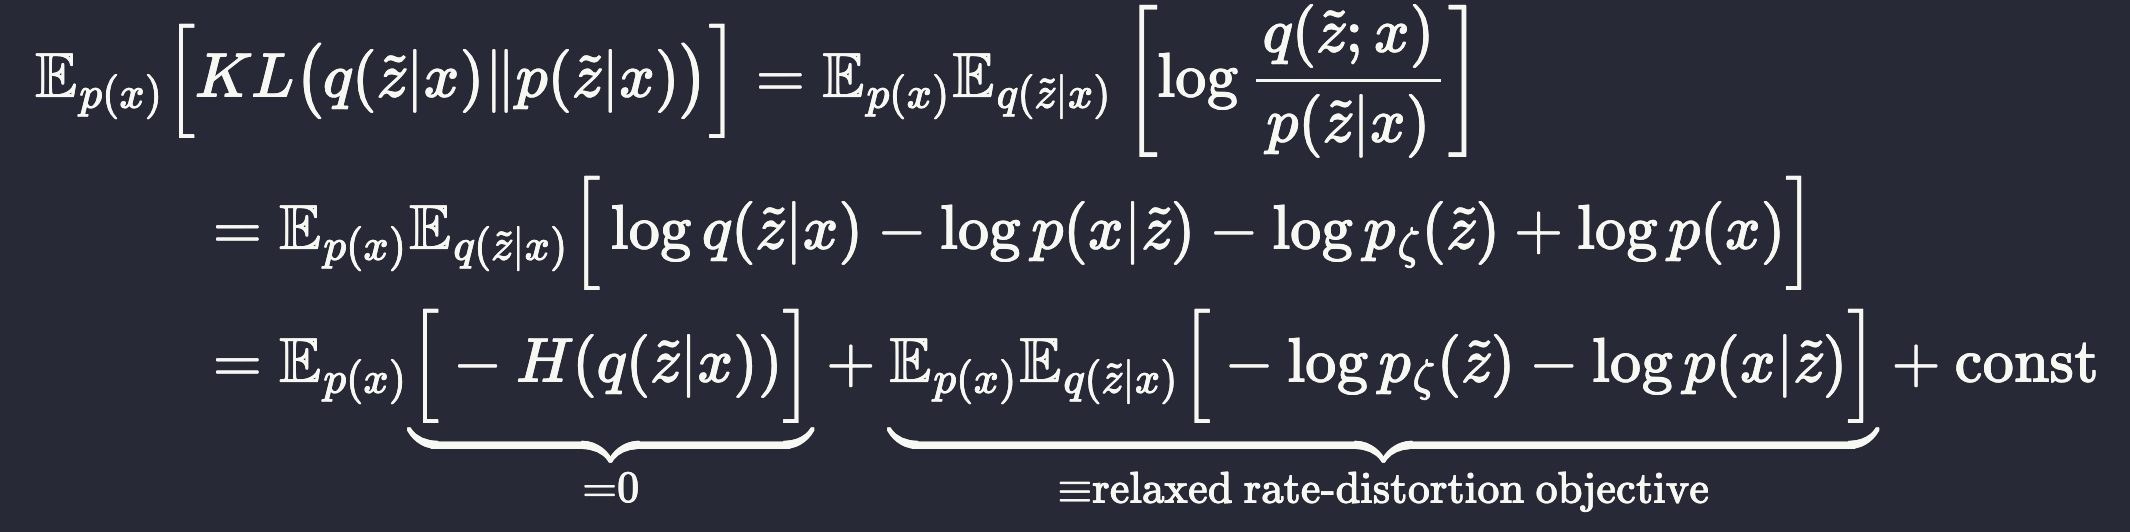 𝔼_{p(x)}[KL(q(z̃|x)‖p(z̃|x))] = 𝔼_{p(x)}𝔼_{q(z̃|x)}[log q(z̃; x)/p(z̃|x)]
= 𝔼_{p(x)}𝔼_{q(z̃|x)}[log q(z̃|x) − log p(x|z̃) − log p_ζ(z̃) + log p(x)]
= 𝔼_{p(x)}[− H(q(z̃|x))] + 𝔼_{p(x)}𝔼_{q(z̃|x)}[− log p_ζ(z̃) − log p(x|z̃)] + const
=0 ≡relaxed rate-distortion objective